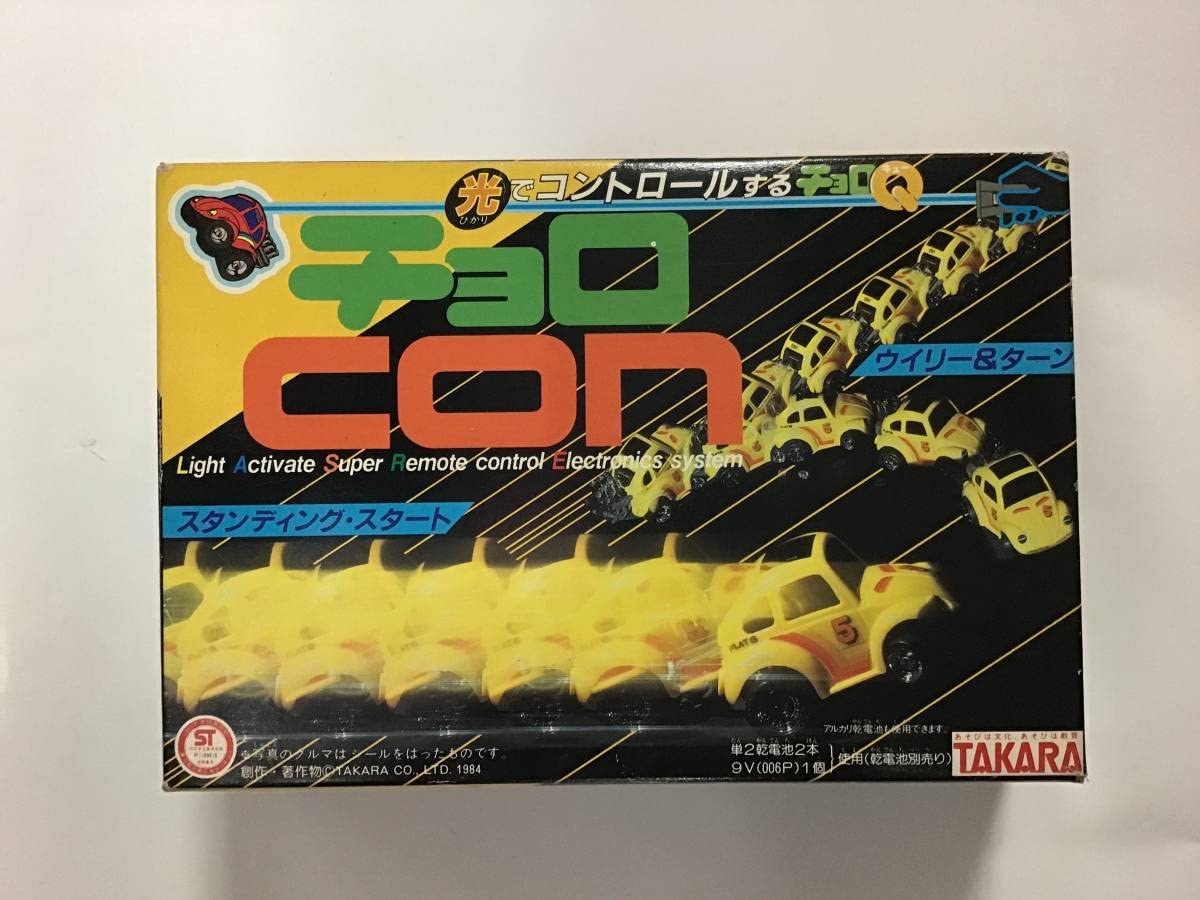 光でコントロールするチョロQ
ひかり
キュー
チョロ
CON
Light Activate Super Remote control Electronics system
ウイリー&ターン
スタンディング・スタート
5
FLAT6
ST
※写真のクルマはシールをはったものです。
創作・著作物©TAKARA CO., LTD. 1984
アルカリ乾電池も使用できます。
単2乾電池2本
9V(006P)1個
使用(乾電池別売り)
あそびは文化、あそびは教育
TAKARA